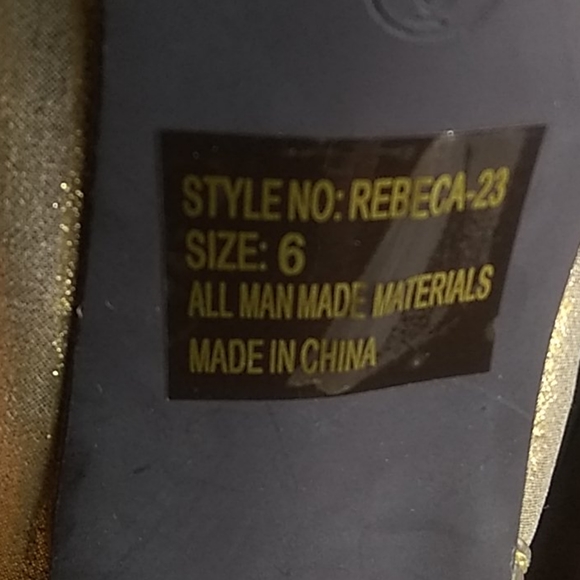 STYLE NO: REBECA-23
SIZE: 6
ALL MAN MADE MATERIALS
MADE IN CHINA